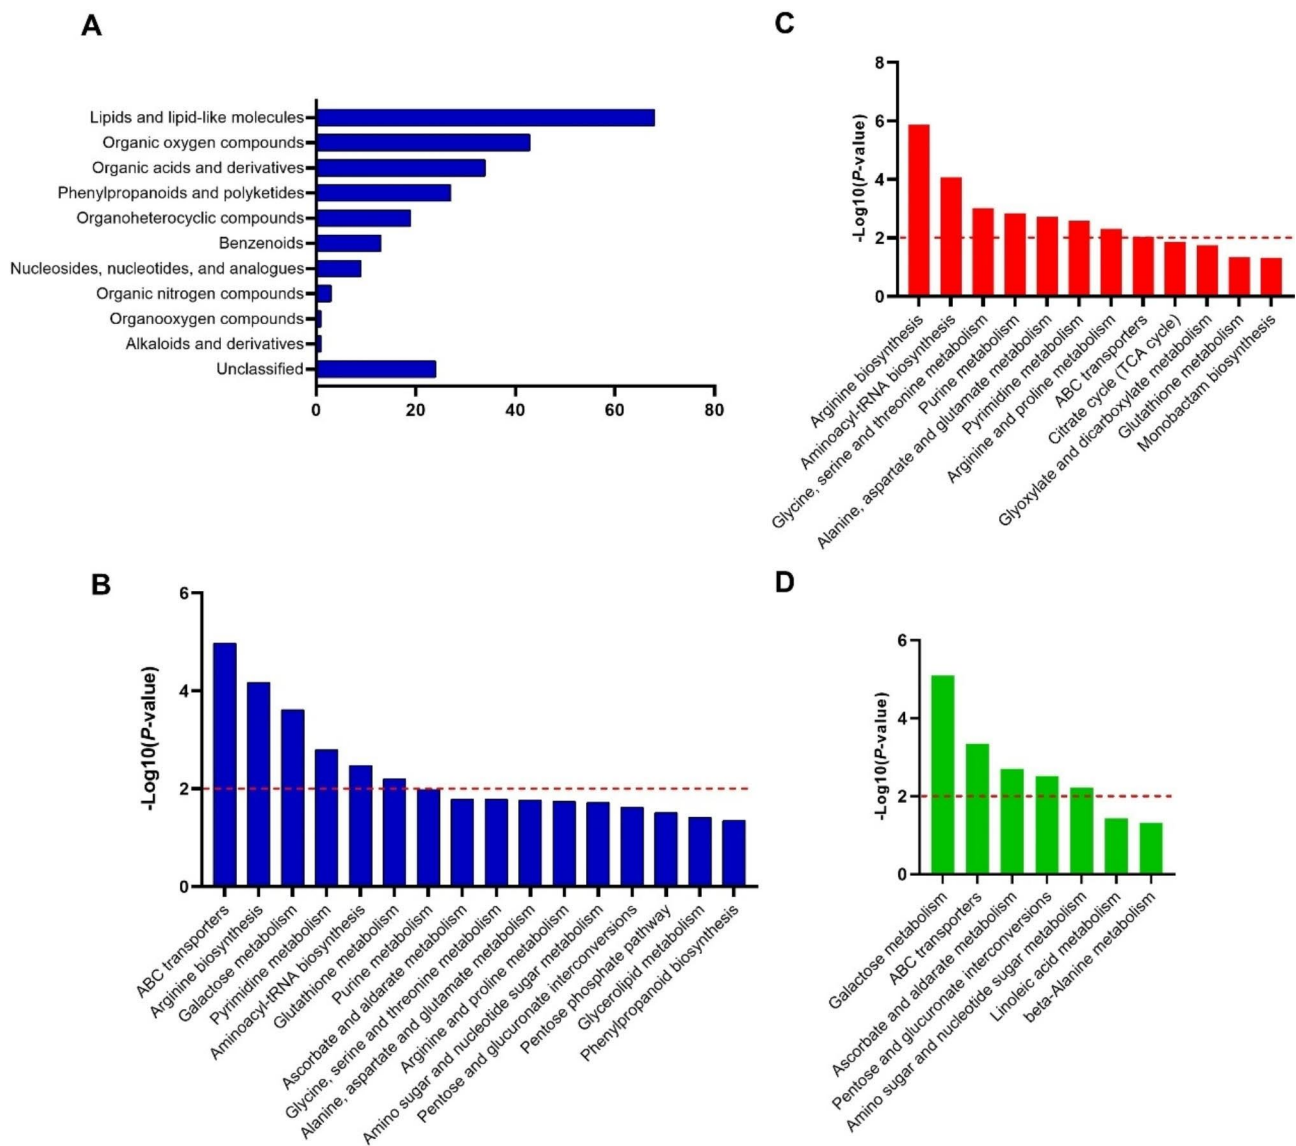 A
Lipids and lipid-like molecules
Organic oxygen compounds
Organic acids and derivatives
Phenylpropanoids and polyketides
Organoheterocyclic compounds
Benzenoids
Nucleosides, nucleotides, and analogues
Organic nitrogen compounds
Organooxygen compounds
Alkaloids and derivatives
Unclassified
0 20 40 60 80
C
-Log10(P-value)
8
6
4
2
0
Arginine biosynthesis
Aminoacyl-tRNA biosynthesis
Glycine, serine and threonine metabolism
Purine metabolism
Alanine, aspartate and glutamate metabolism
Pyrimidine metabolism
Arginine and proline metabolism
ABC transporters
Citrate cycle (TCA cycle)
Glyoxylate and dicarboxylate metabolism
Glutathione metabolism
Monobactam biosynthesis
B
-Log10(P-value)
6
4
2
0
ABC transporters
Arginine biosynthesis
Galactose metabolism
Pyrimidine metabolism
Aminoacyl-tRNA biosynthesis
Glutathione metabolism
Purine metabolism
Ascorbate and aldarate metabolism
Glycine, serine and threonine metabolism
Alanine, aspartate and glutamate metabolism
Arginine and proline metabolism
Amino sugar and nucleotide sugar metabolism
Pentose and glucuronate interconversions
Pentose phosphate pathway
Glycerolipid metabolism
Phenylpropanoid biosynthesis
D
-Log10(P-value)
6
4
2
0
Galactose metabolism
ABC transporters
Ascorbate and aldarate metabolism
Pentose and glucuronate interconversions
Amino sugar and nucleotide sugar metabolism
Linoleic acid metabolism
beta-Alanine metabolism